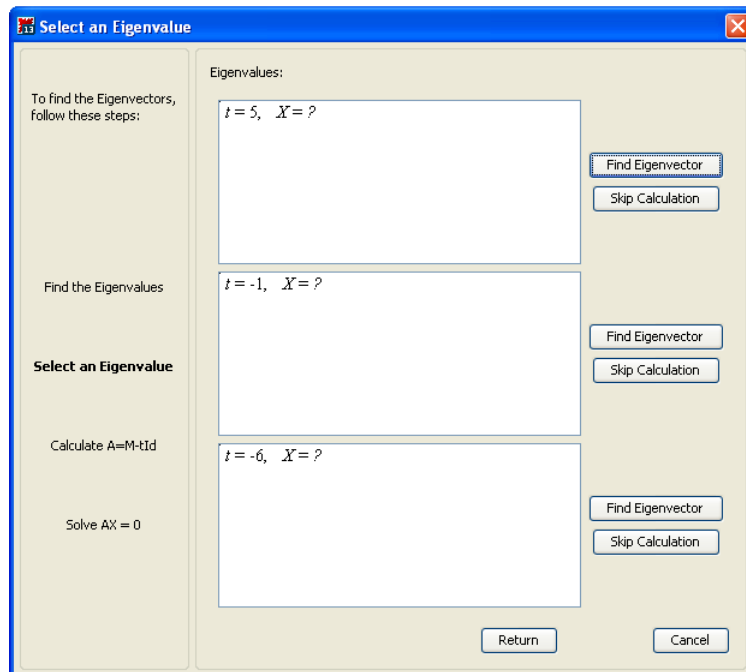 Select an Eigenvalue
To find the Eigenvectors,
follow these steps:
Find the Eigenvalues
Select an Eigenvalue
Calculate A=M-tId
Solve AX = 0
Eigenvalues:
t = 5, X = ?
Find Eigenvector
Skip Calculation
t = -1, X = ?
Find Eigenvector
Skip Calculation
t = -6, X = ?
Find Eigenvector
Skip Calculation
Return
Cancel